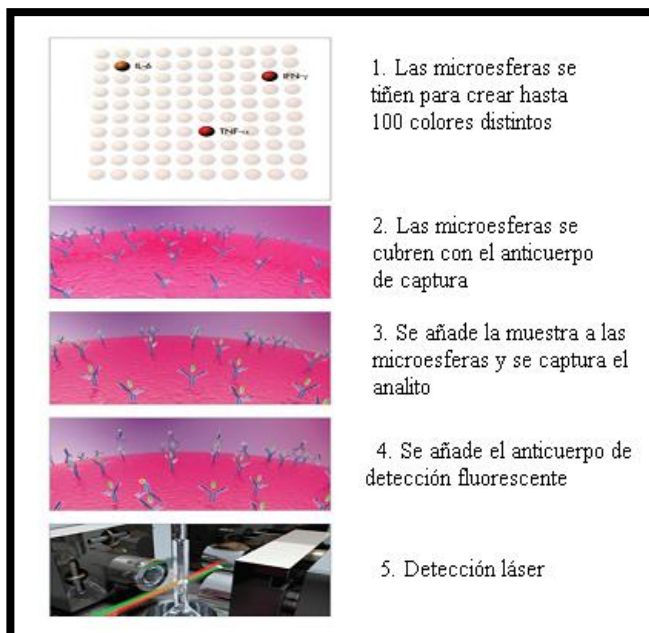 IL-6
IFN-γ
TNF-α
1. Las microesferas se
tiñen para crear hasta
100 colores distintos
2. Las microesferas se
cubren con el anticuerpo
de captura
3. Se añade la muestra a las
microesferas y se captura el
analito
4. Se añade el anticuerpo de
detección fluorescente
5. Detección láser